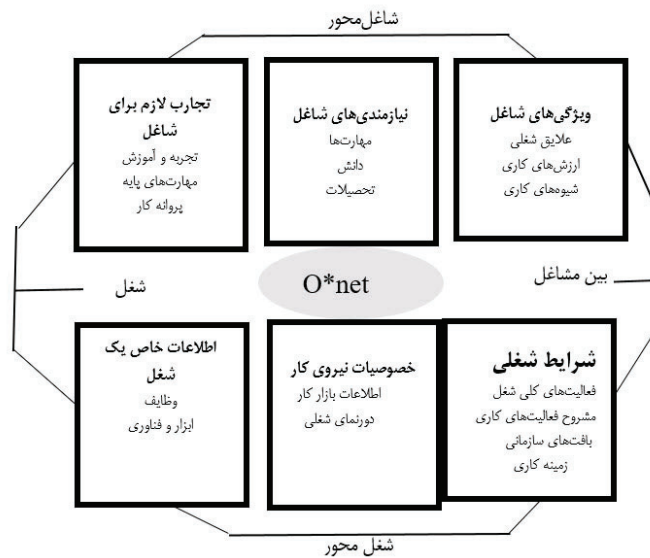 شاغل‌محور
ویژگی‌های شاغل
علایق شغلی
ارزش‌های کاری
شیوه‌های کاری
نیازمندی‌های شاغل
مهارت‌ها
دانش
تحصیلات
تجارب لازم برای
شاغل
تجربه و آموزش
مهارت‌های پایه
پروانه کار
بین مشاغل
O*net
شغل
شرایط شغلی
فعالیت‌های کلی شغل
مشروح فعالیت‌های کاری
بافت‌های سازمانی
زمینه کاری
خصوصیات نیروی کار
اطلاعات بازار کار
دورنمای شغلی
اطلاعات خاص یک
شغل
وظایف
ابزار و فناوری
شغل محور